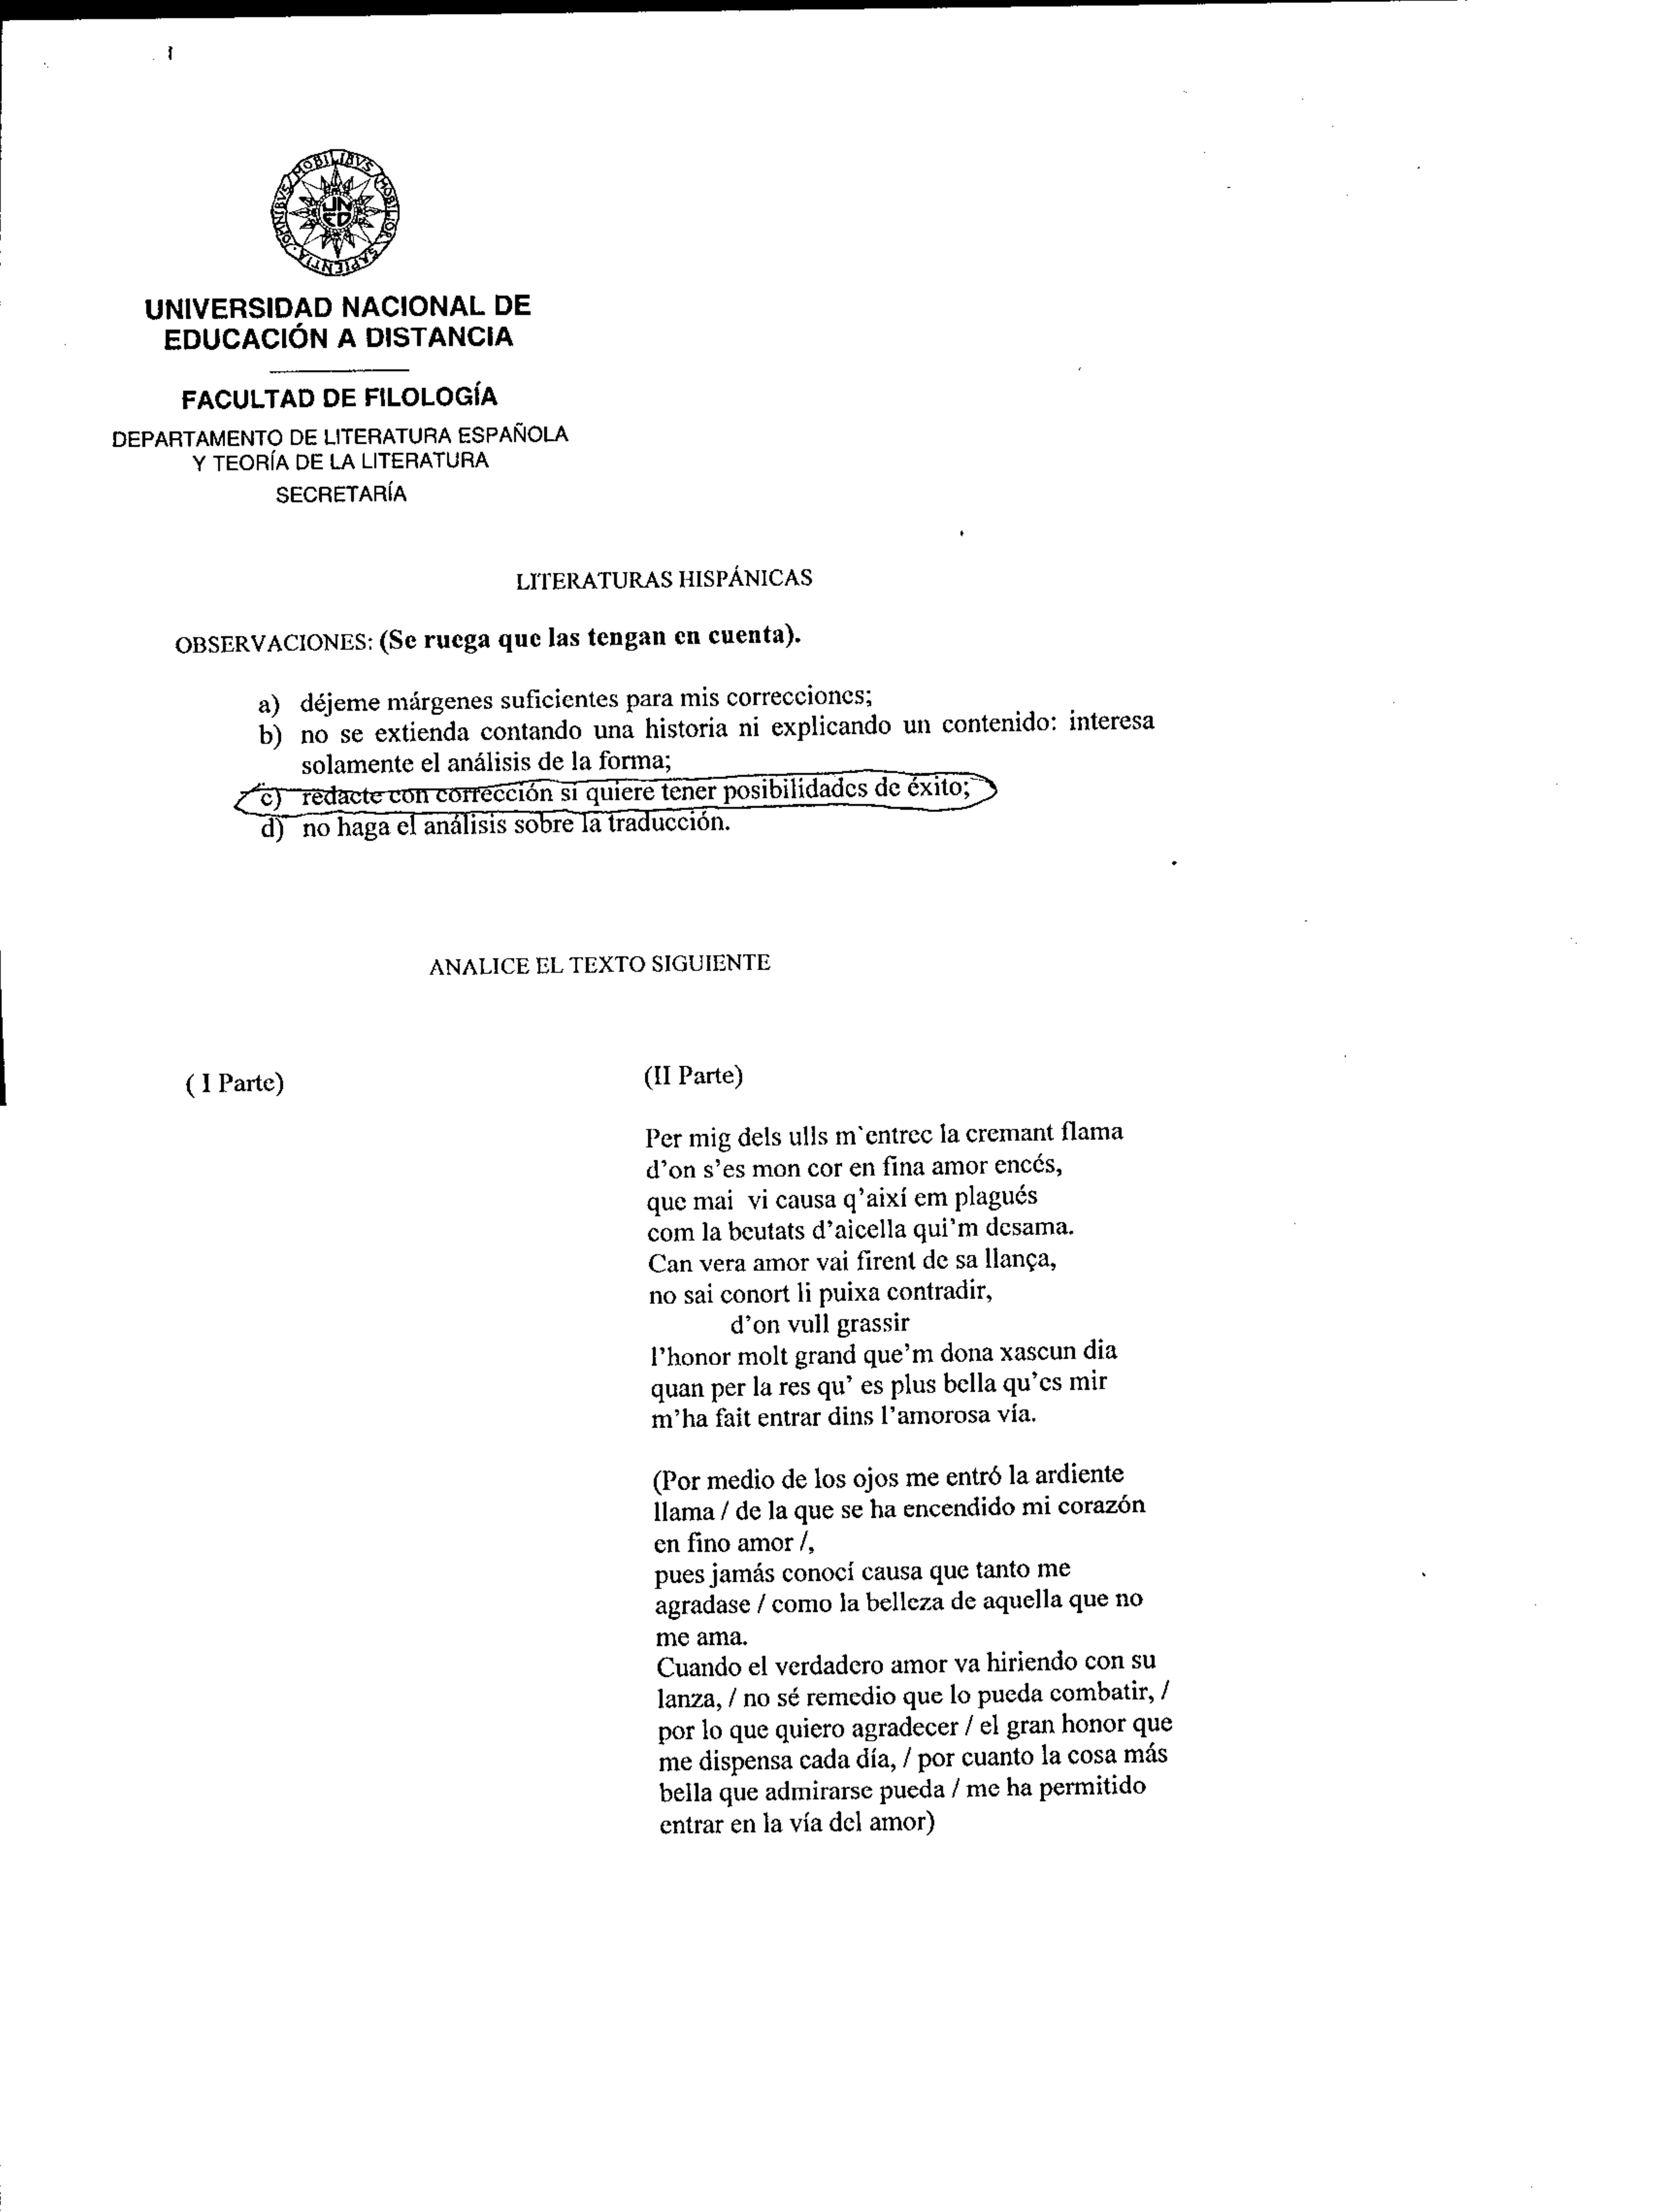 OMNIBVS MOBILIBVS MOBILIOR SAPIENTIA
UN
ED
UNIVERSIDAD NACIONAL DE
EDUCACIÓN A DISTANCIA
FACULTAD DE FILOLOGÍA
DEPARTAMENTO DE LITERATURA ESPAÑOLA
Y TEORÍA DE LA LITERATURA
SECRETARÍA
LITERATURAS HISPÁNICAS
OBSERVACIONES: (Se ruega que las tengan en cuenta).
a) déjeme márgenes suficientes para mis correcciones;
b) no se extienda contando una historia ni explicando un contenido: interesa
solamente el análisis de la forma;
c) redacte con corrección si quiere tener posibilidades de éxito;
d) no haga el análisis sobre la traducción.
ANALICE EL TEXTO SIGUIENTE
( I Parte)
(II Parte)
Per mig dels ulls m`entrec la cremant flama
d'on s'es mon cor en fina amor encés,
que mai vi causa q'així em plagués
com la beutats d'aicella qui'm desama.
Can vera amor vai firent de sa llança,
no sai conort li puixa contradir,
d'on vull grassir
l'honor molt grand que'm dona xascun dia
quan per la res qu' es plus bella qu'es mir
m'ha fait entrar dins l'amorosa vía.
(Por medio de los ojos me entró la ardiente
llama / de la que se ha encendido mi corazón
en fino amor /,
pues jamás conocí causa que tanto me
agradase / como la belleza de aquella que no
me ama.
Cuando el verdadero amor va hiriendo con su
lanza, / no sé remedio que lo pueda combatir, /
por lo que quiero agradecer / el gran honor que
me dispensa cada día, / por cuanto la cosa más
bella que admirarse pueda / me ha permitido
entrar en la vía del amor)